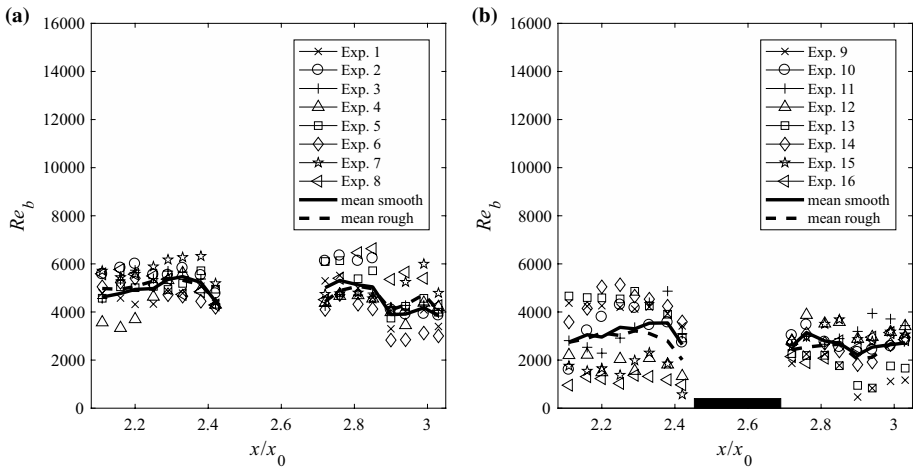 (a)
16000
14000
12000
10000
8000
6000
4000
2000
0
Re_b
2.2
2.4
2.6
2.8
3
x/x_0
Exp. 1
Exp. 2
Exp. 3
Exp. 4
Exp. 5
Exp. 6
Exp. 7
Exp. 8
mean smooth
mean rough
(b)
16000
14000
12000
10000
8000
6000
4000
2000
0
Re_b
2.2
2.4
2.6
2.8
3
x/x_0
Exp. 9
Exp. 10
Exp. 11
Exp. 12
Exp. 13
Exp. 14
Exp. 15
Exp. 16
mean smooth
mean rough